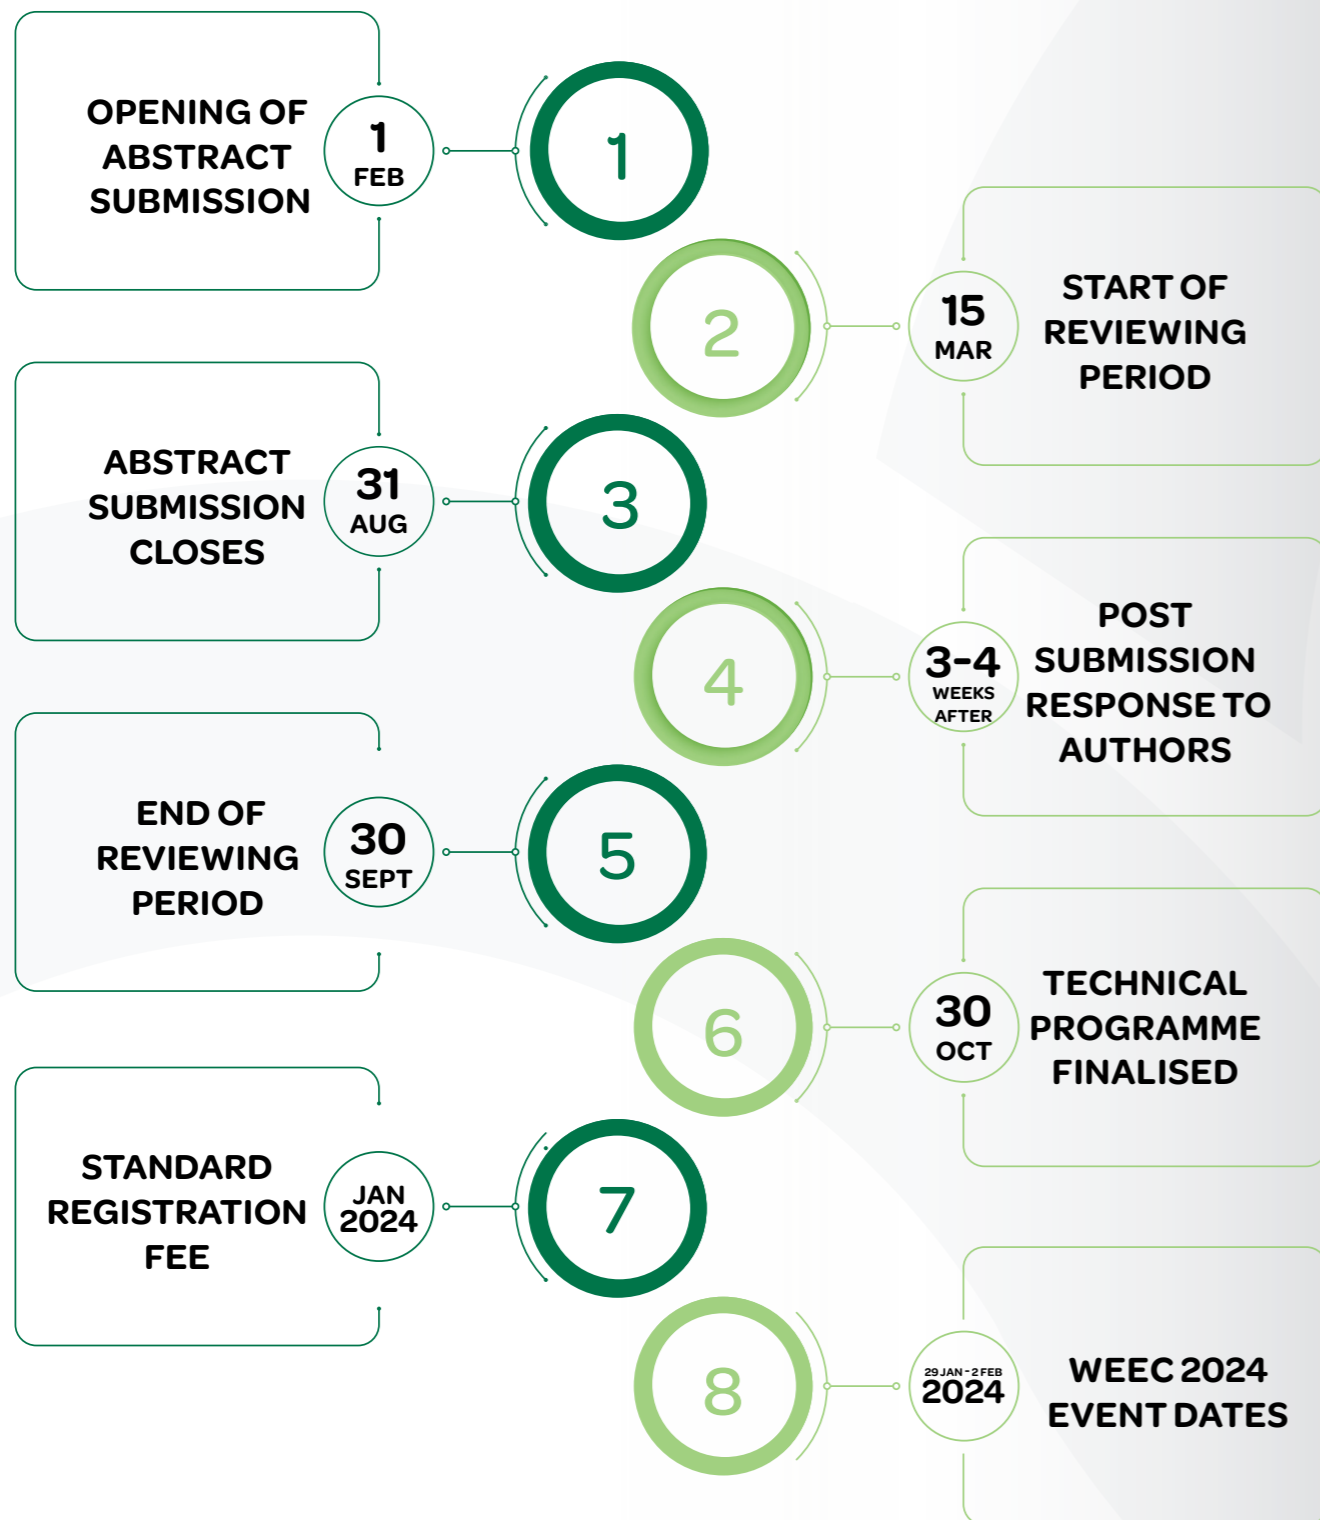 OPENING OF
ABSTRACT
SUBMISSION
1
FEB
1
2
15
MAR
START OF
REVIEWING
PERIOD
ABSTRACT
SUBMISSION
CLOSES
31
AUG
3
4
3-4
WEEKS
AFTER
POST
SUBMISSION
RESPONSE TO
AUTHORS
END OF
REVIEWING
PERIOD
30
SEPT
5
6
30
OCT
TECHNICAL
PROGRAMME
FINALISED
STANDARD
REGISTRATION
FEE
JAN
2024
7
8
29 JAN - 2 FEB
2024
WEEC 2024
EVENT DATES